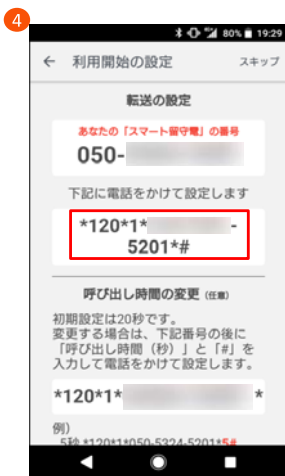 4
80% 19:29
← 利用開始の設定 スキップ
転送の設定
あなたの「スマート留守電」の番号
050-
下記に電話をかけて設定します
*120*1* -
5201*#
呼び出し時間の変更 (任意)
初期設定は20秒です。
変更する場合は、下記番号の後に
「呼び出し時間（秒）」と「#」を
入力して電話をかけて設定します。
*120*1* *
例）
5秒 *120*1*050-5324-5201*5#